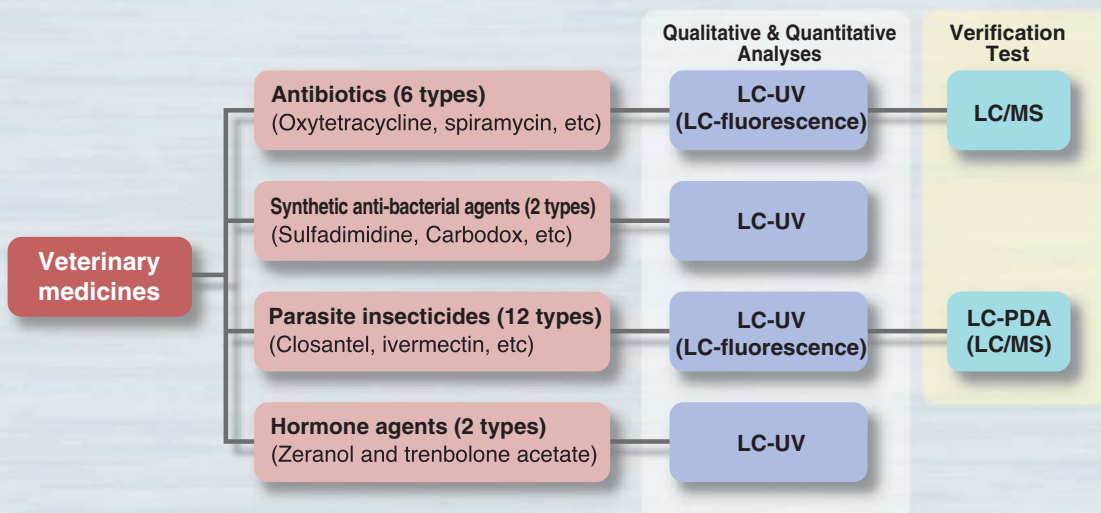 Qualitative & Quantitative
Analyses
Verification
Test
Veterinary
medicines
Antibiotics (6 types)
(Oxytetracycline, spiramycin, etc)
LC-UV
(LC-fluorescence)
LC/MS
Synthetic anti-bacterial agents (2 types)
(Sulfadimidine, Carbodox, etc)
LC-UV
Parasite insecticides (12 types)
(Closantel, ivermectin, etc)
LC-UV
(LC-fluorescence)
LC-PDA
(LC/MS)
Hormone agents (2 types)
(Zeranol and trenbolone acetate)
LC-UV